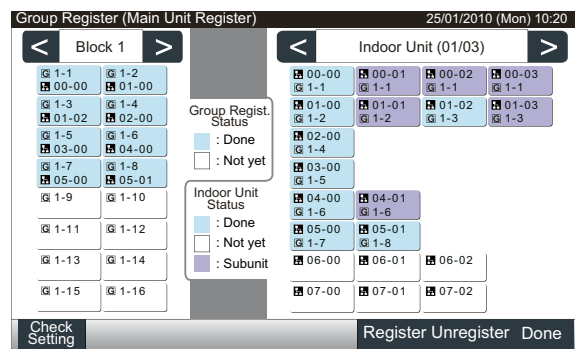 Group Register (Main Unit Register) 25/01/2010 (Mon) 10:20
< Block 1 > < Indoor Unit (01/03) >
G 1-1 G 1-2
00-00 01-00
G 1-3 G 1-4
01-02 02-00
G 1-5 G 1-6
03-00 04-00
G 1-7 G 1-8
05-00 05-01
G 1-9 G 1-10
G 1-11 G 1-12
G 1-13 G 1-14
G 1-15 G 1-16
Group Regist.
Status
: Done
: Not yet
Indoor Unit
Status
: Done
: Not yet
: Subunit
00-00 00-01 00-02 00-03
G 1-1 G 1-1 G 1-1 G 1-1
01-00 01-01 01-02 01-03
G 1-2 G 1-2 G 1-3 G 1-3
02-00
G 1-4
03-00
G 1-5
04-00 04-01
G 1-6 G 1-6
05-00 05-01
G 1-7 G 1-8
06-00 06-01 06-02
07-00 07-01 07-02
Check
Setting
Register Unregister Done